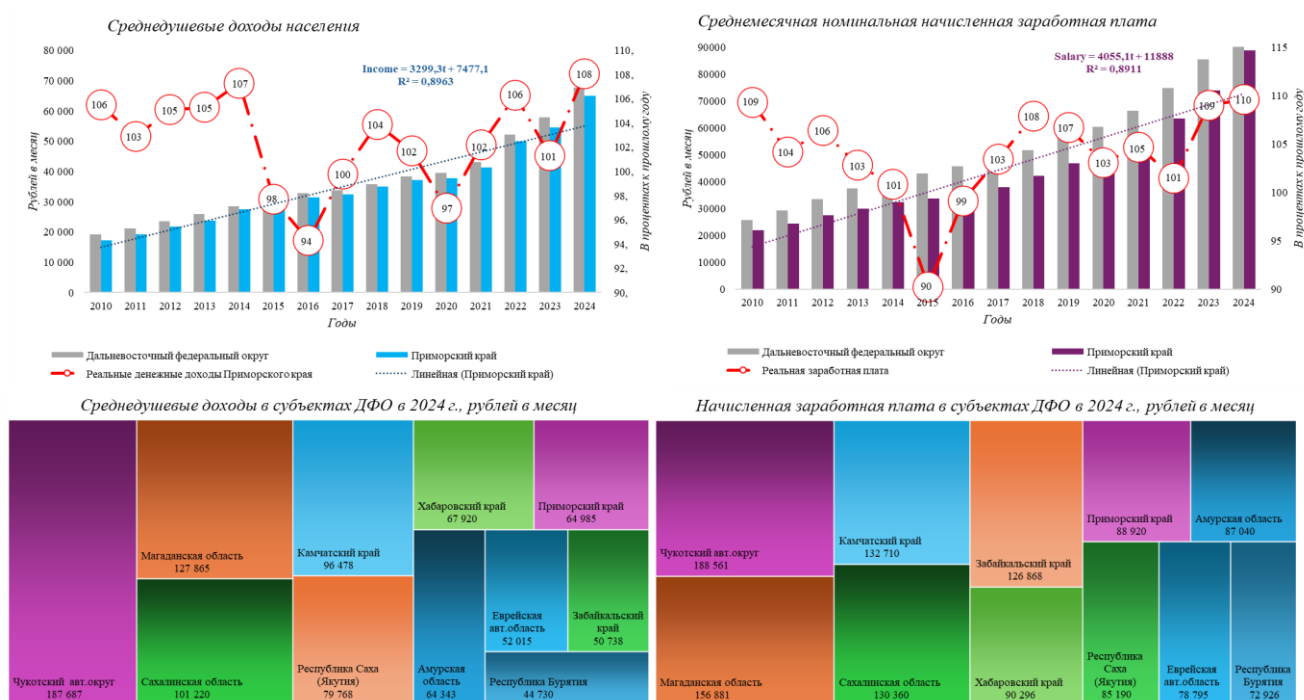 Среднедушевые доходы населения
80 000
70 000
60 000
50 000
40 000
30 000
20 000
10 000
0
Рублей в месяц
110,
108,
106,
104,
102,
100,
98,
96,
94,
92,
90,
В процентах к прошлому году
Income = 3299,3t + 7477,1
R² = 0,8963
106
103
105
105
107
98
94
100
104
102
97
102
106
101
108
2010 2011 2012 2013 2014 2015 2016 2017 2018 2019 2020 2021 2022 2023 2024
Годы
Дальневосточный федеральный округ
Приморский край
Реальные денежные доходы Приморского края
Линейная (Приморский край)
Среднемесячная номинальная начисленная заработная плата
90000
80000
70000
60000
50000
40000
30000
20000
10000
0
Рублей в месяц
115
110
105
100
95
90
В процентах к прошлому году
Salary = 4055,1t + 11888
R² = 0,8911
109
104
106
103
101
90
99
103
108
107
103
105
101
109
110
2010 2011 2012 2013 2014 2015 2016 2017 2018 2019 2020 2021 2022 2023 2024
Годы
Дальневосточный федеральный округ
Приморский край
Реальная заработная плата
Линейная (Приморский край)
Среднедушевые доходы в субъектах ДФО в 2024 г., рублей в месяц
Чукотский авт.округ
187 687
Магаданская область
127 865
Сахалинская область
101 220
Камчатский край
96 478
Республика Саха
(Якутия)
79 768
Хабаровский край
67 920
Приморский край
64 985
Амурская
область
64 343
Еврейская
авт.область
52 015
Забайкальский
край
50 738
Республика Бурятия
44 730
Начисленная заработная плата в субъектах ДФО в 2024 г., рублей в месяц
Чукотский авт.округ
188 561
Магаданская область
156 881
Камчатский край
132 710
Сахалинская область
130 360
Забайкальский край
126 868
Хабаровский край
90 296
Приморский край
88 920
Амурская область
87 040
Республика
Саха
(Якутия)
85 190
Еврейская
авт.область
78 795
Республика
Бурятия
72 926